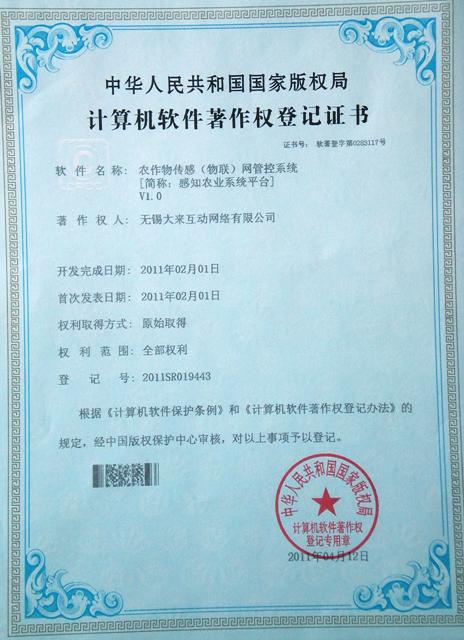 中华人民共和国国家版权局
计算机软件著作权登记证书
证书号： 软著登字第0283117号
软件名称： 农作物传感（物联）网管控系统
[简称：感知农业系统平台]
V1.0
著作权人： 无锡大来互动网络有限公司
开发完成日期： 2011年02月01日
首次发表日期： 2011年02月01日
权利取得方式： 原始取得
权利范围： 全部权利
登记号： 2011SR019443
根据《计算机软件保护条例》和《计算机软件著作权登记办法》的
规定，经中国版权保护中心审核，对以上事项予以登记。
中华人民共和国国家版权局
计算机软件著作权
登记专用章
2011年04月12日